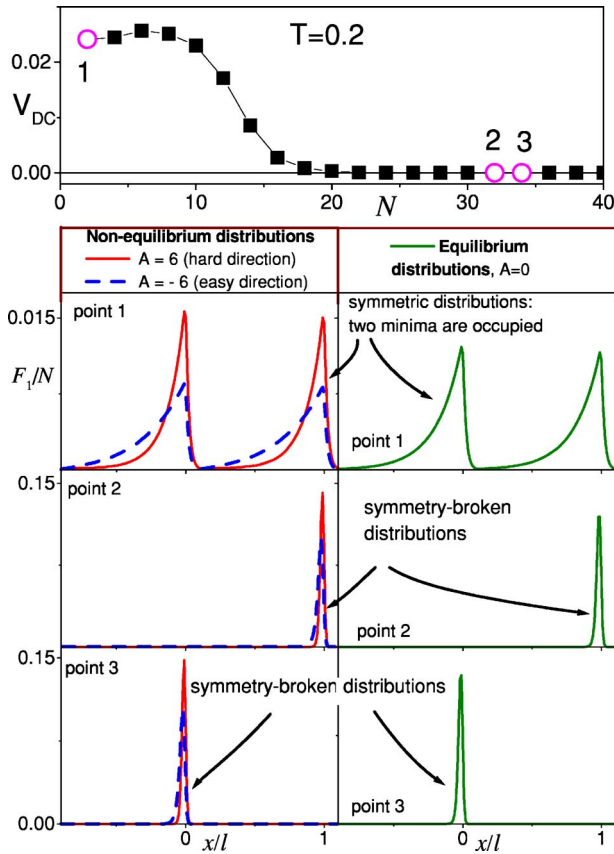 T=0.2
0.02
V_DC
0.00
1
2
3
0
10
20
N
30
40
Non-equilibrium distributions
A = 6 (hard direction)
A = - 6 (easy direction)
Equilibrium
distributions, A=0
point 1
symmetric distributions:
two minima are occupied
0.015
F_1/N
point 1
0.15
point 2
symmetry-broken
distributions
point 2
0.15
point 3
symmetry-broken distributions
point 3
0.00
0
x/l
1
0
x/l
1